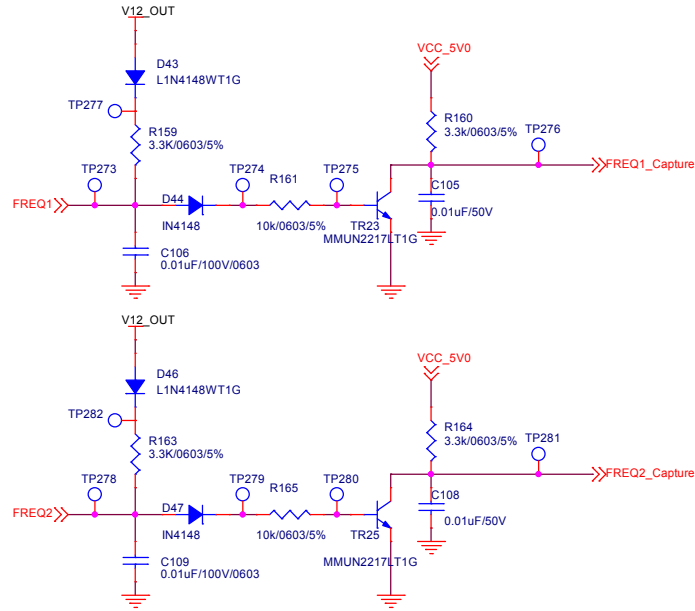 V12_OUT
D43
L1N4148WT1G
VCC_5V0
TP277
R159
3.3K/0603/5%
R160
3.3k/0603/5%
TP276
TP273
TP274
TP275
FREQ1_Capture
R161
FREQ1
D44
C105
0.01uF/50V
IN4148
10k/0603/5%
TR23
MMUN2217LT1G
C106
0.01uF/100V/0603
V12_OUT
D46
L1N4148WT1G
VCC_5V0
TP282
R163
3.3K/0603/5%
R164
3.3k/0603/5%
TP281
TP278
TP279
TP280
FREQ2_Capture
R165
FREQ2
D47
C108
0.01uF/50V
IN4148
10k/0603/5%
TR25
MMUN2217LT1G
C109
0.01uF/100V/0603